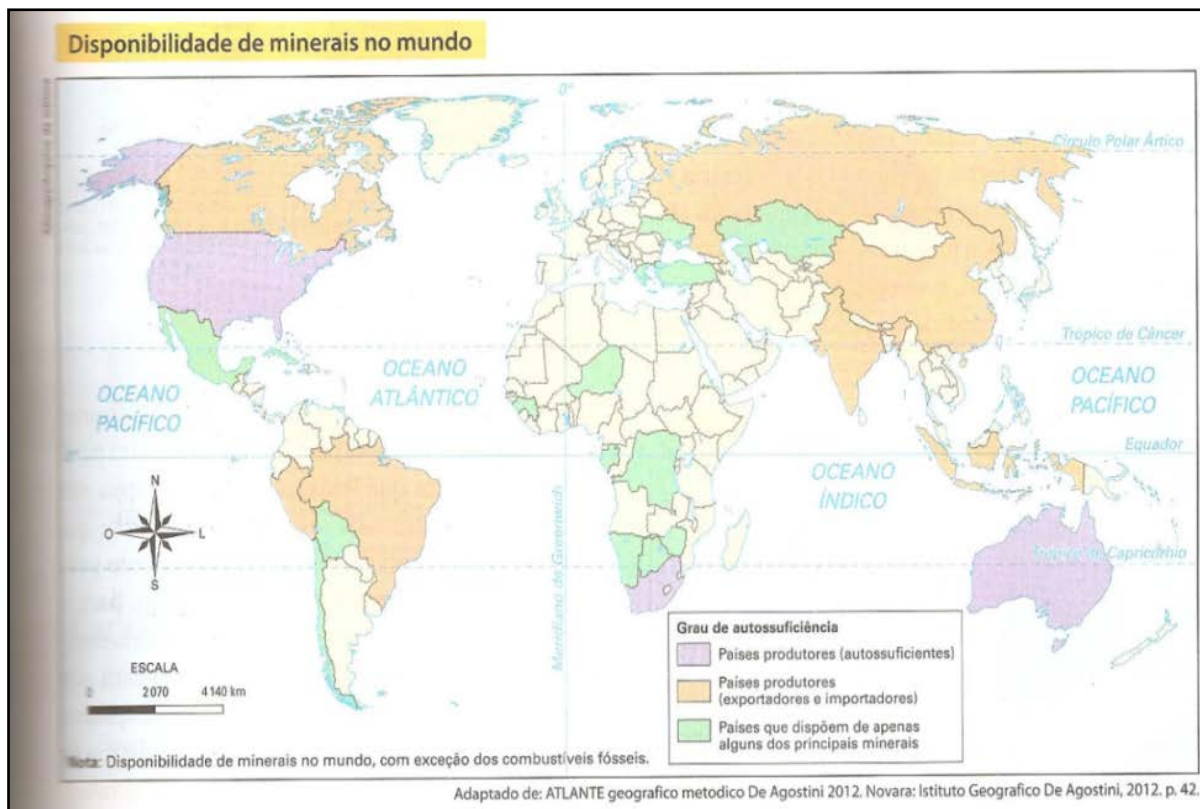 Disponibilidade de minerais no mundo
0°
Círculo Polar Ártico
Trópico de Câncer
OCEANO
ATLÂNTICO
OCEANO
PACÍFICO
OCEANO
PACÍFICO
Equador
0°
OCEANO
ÍNDICO
N
O
L
S
Meridiano de Greenwich
Trópico de Capricórnio
ESCALA
0 2070 4140 km
Grau de autossuficiência
Países produtores (autossuficientes)
Países produtores
(exportadores e importadores)
Países que dispõem de apenas
alguns dos principais minerais
Nota: Disponibilidade de minerais no mundo, com exceção dos combustíveis fósseis.
Adaptado de: ATLANTE geografico metodico De Agostini 2012. Novara: Istituto Geografico De Agostini, 2012. p. 42.